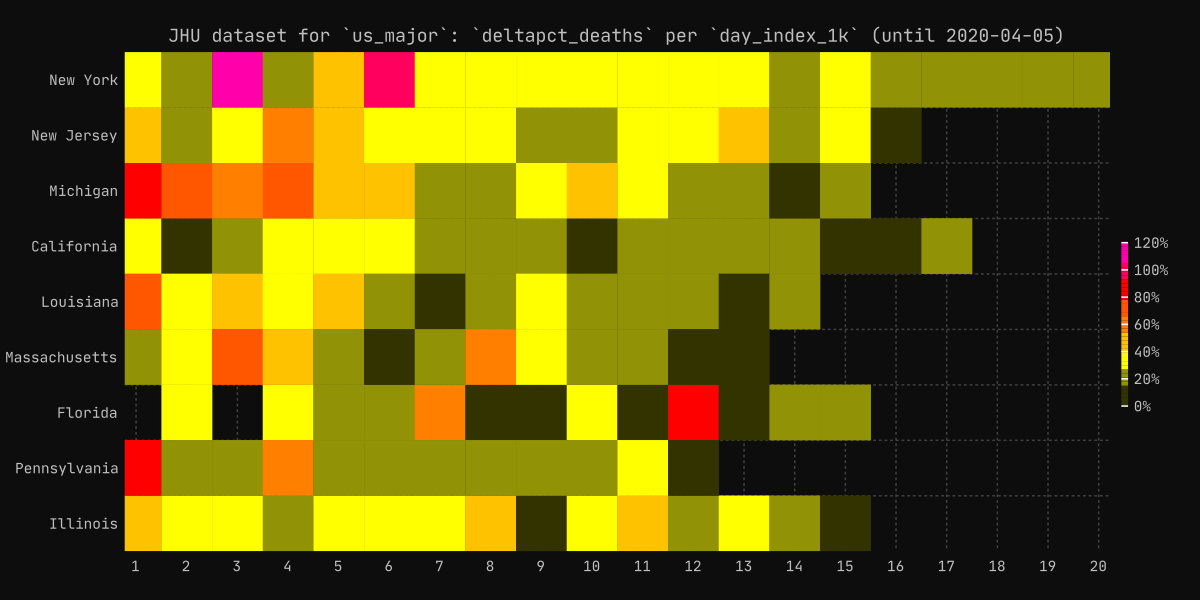 JHU dataset for `us_major`: `deltapct_deaths` per `day_index_1k` (until 2020-04-05)
New York
New Jersey
Michigan
California
Louisiana
Massachusetts
Florida
Pennsylvania
Illinois
120%
100%
80%
60%
40%
20%
0%
1 2 3 4 5 6 7 8 9 10 11 12 13 14 15 16 17 18 19 20